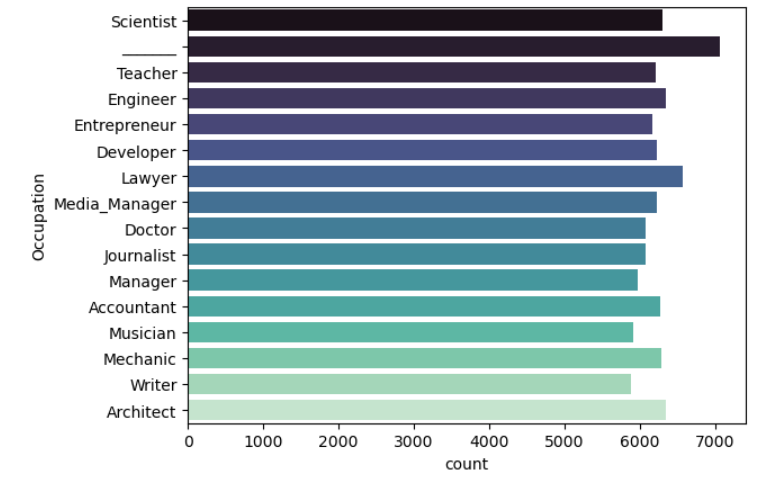 Scientist
_______
Teacher
Engineer
Entrepreneur
Developer
Lawyer
Media_Manager
Doctor
Journalist
Manager
Accountant
Musician
Mechanic
Writer
Architect
Occupation
0 1000 2000 3000 4000 5000 6000 7000
count